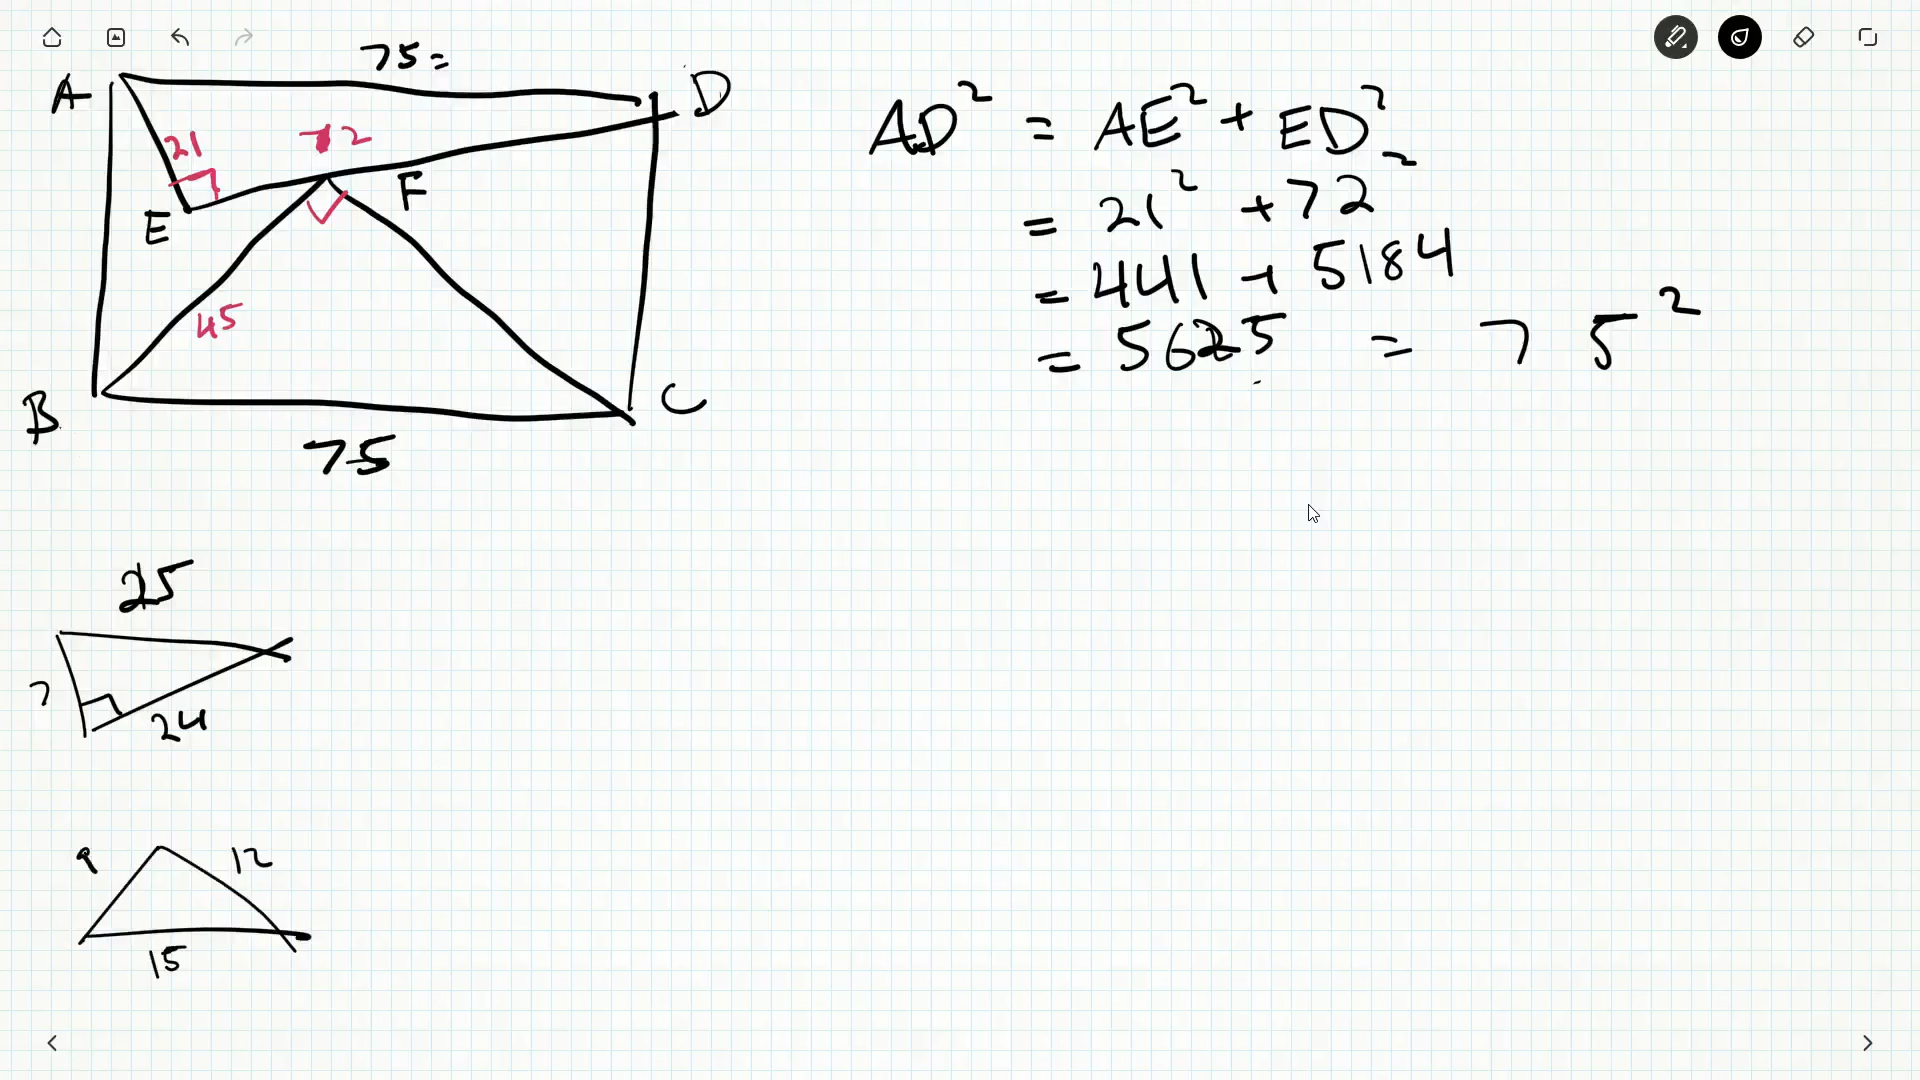 75 =
A
D
21
72
E
F
45
B
C
75
AD² = AE² + ED²
= 21² + 72²
= 441 + 5184
= 5625 = 75²
25
7
24
9
12
15